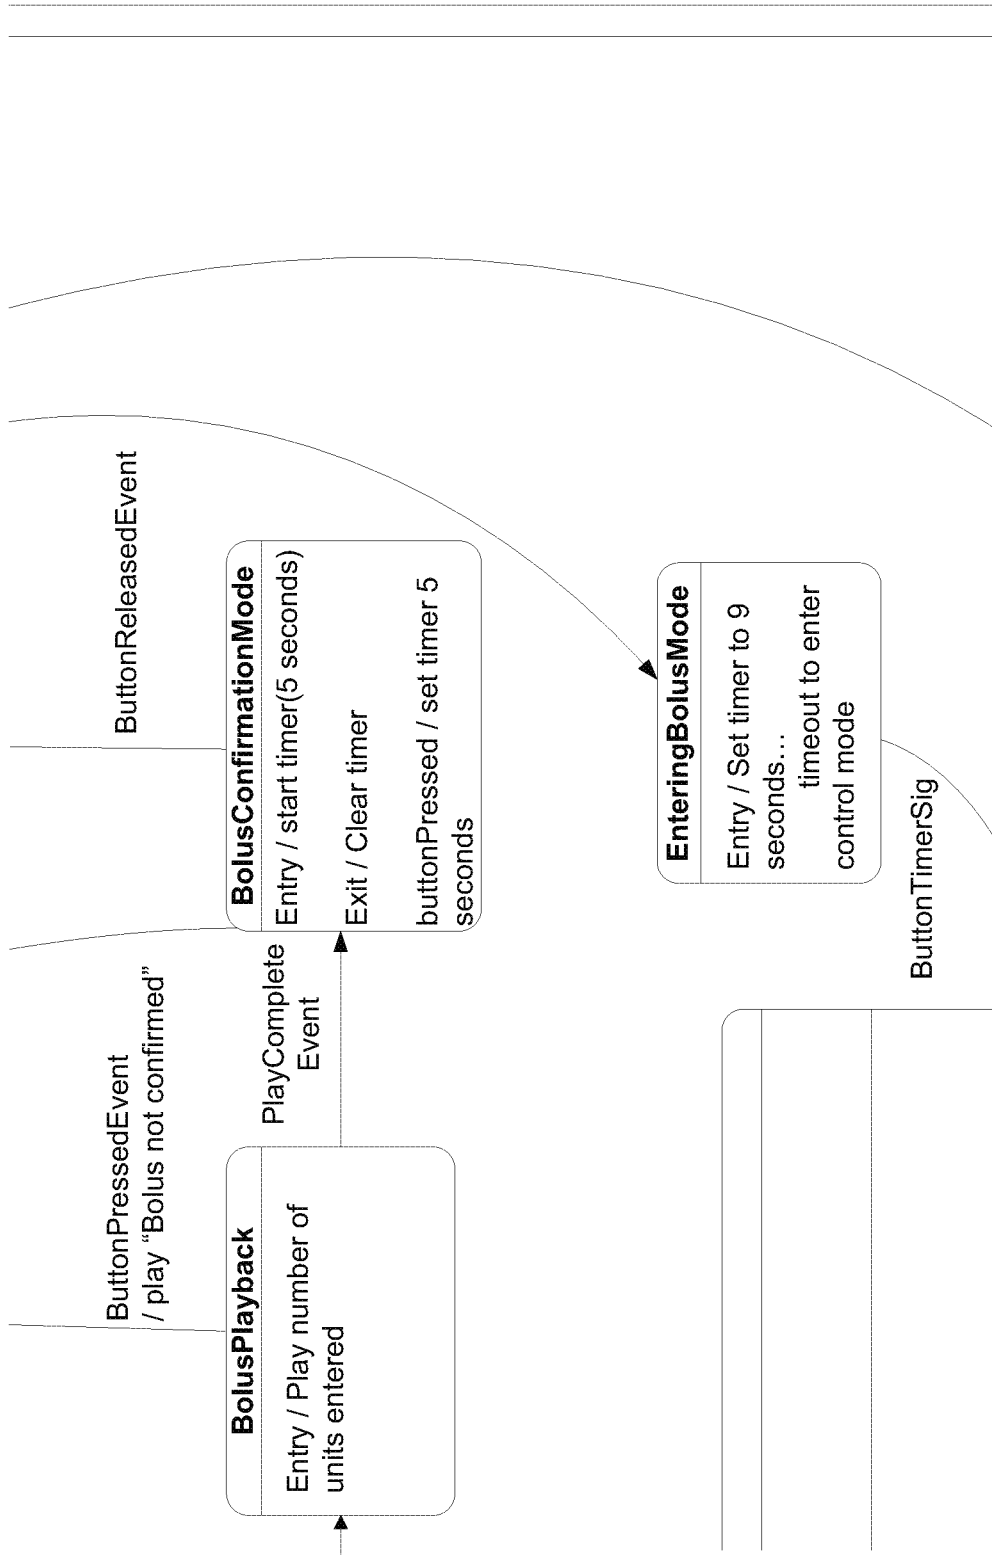 ButtonPressedEvent
/ play “Bolus not confirmed”
ButtonReleasedEvent
BolusPlayback
Entry / Play number of
units entered
PlayComplete
Event
BolusConfirmationMode
Entry / start timer(5 seconds)
Exit / Clear timer
buttonPressed / set timer 5
seconds
EnteringBolusMode
Entry / Set timer to 9
seconds…
timeout to enter
control mode
ButtonTimerSig